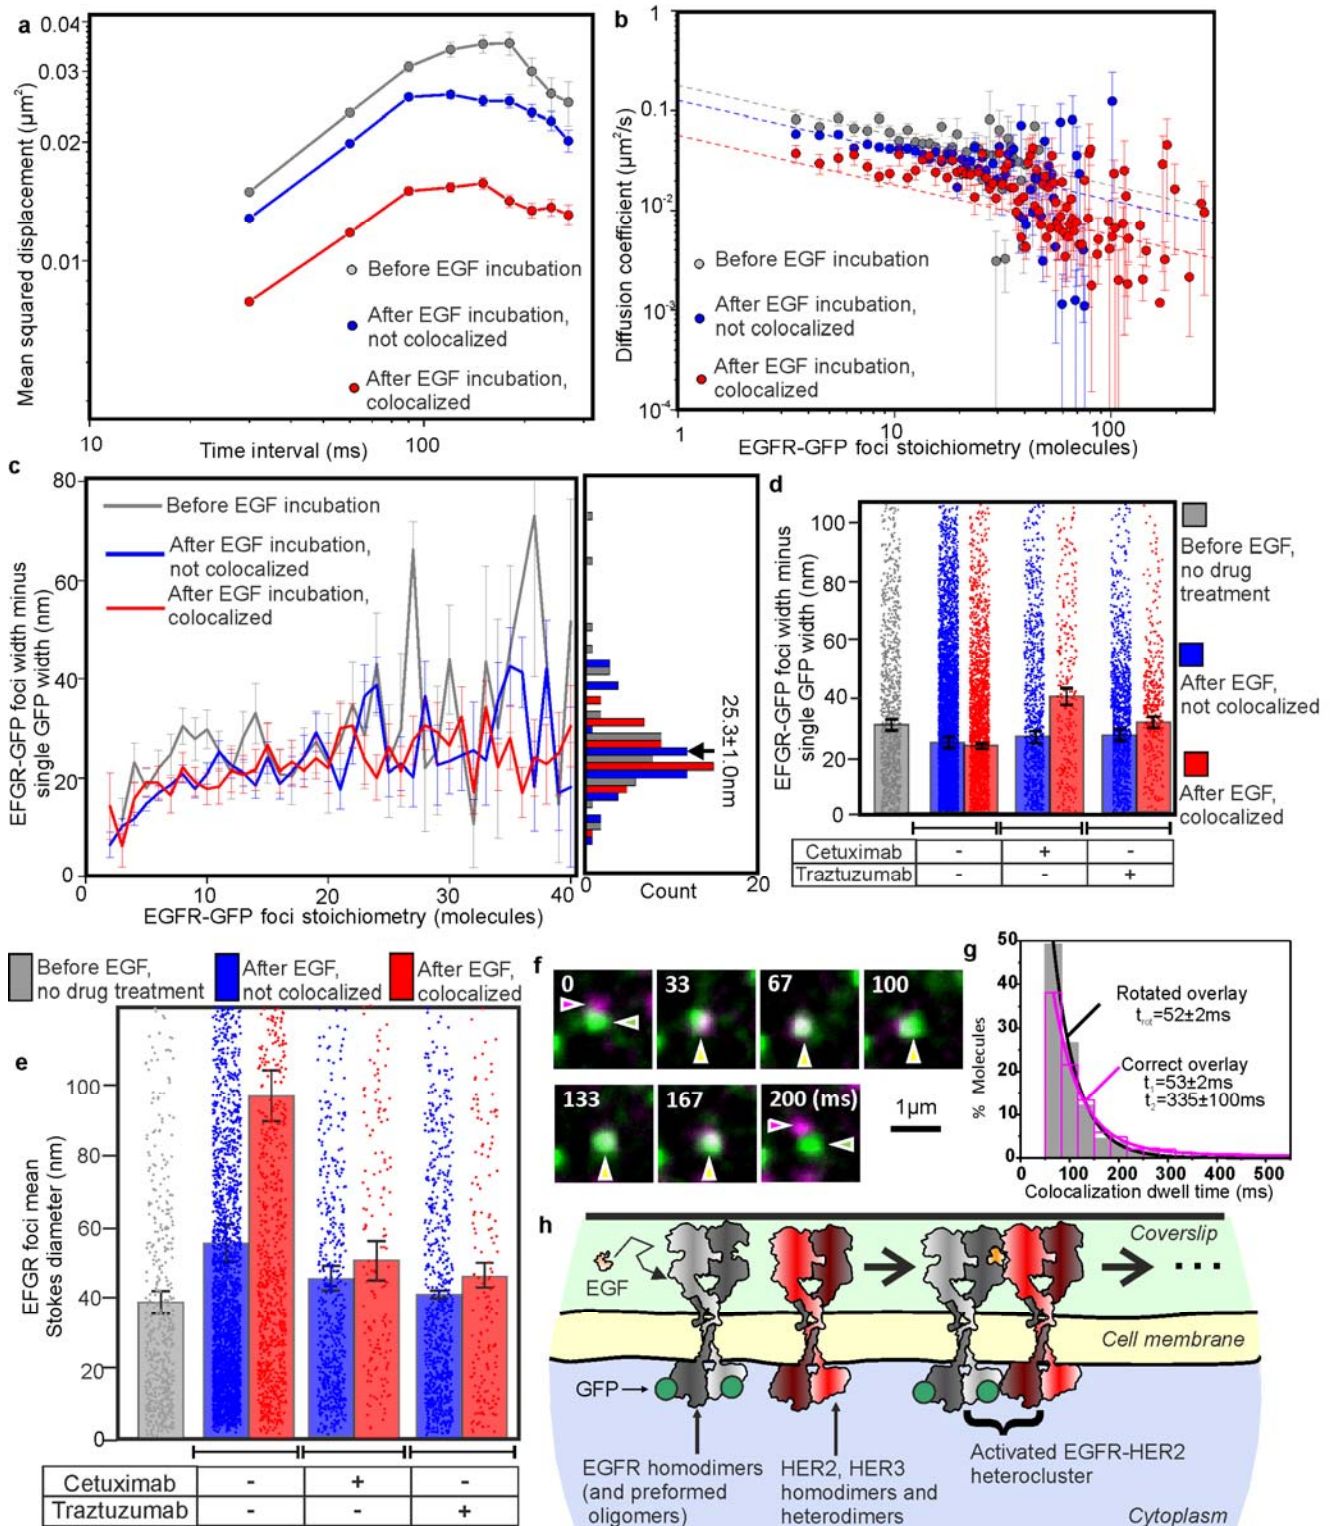 a
0.04
0.03
0.02
0.01
Mean squared displacement (µm²)
Before EGF incubation
After EGF incubation,
not colocalized
After EGF incubation,
colocalized
10
100
Time interval (ms)
b
1
0.1
10⁻²
10⁻³
10⁻⁴
Diffusion coefficient (µm²/s)
Before EGF incubation
After EGF incubation,
not colocalized
After EGF incubation,
colocalized
1
10
100
EGFR-GFP foci stoichiometry (molecules)
c
80
60
40
20
0
EFGR-GFP foci width minus
single GFP width (nm)
Before EGF incubation
After EGF incubation,
not colocalized
After EGF incubation,
colocalized
0
10
20
30
40
EGFR-GFP foci stoichiometry (molecules)
25.3±1.0nm
0
Count
20
d
100
80
60
40
20
0
EFGR-GFP foci width minus
single GFP width (nm)
Before EGF,
no drug
treatment
After EGF,
not colocalized
After EGF,
colocalized
Cetuximab - + -
Traztuzumab - - +
Before EGF,
no drug treatment
After EGF,
not colocalized
After EGF,
colocalized
e
100
80
60
40
20
0
EFGR foci mean
Stokes diameter (nm)
Cetuximab - + -
Traztuzumab - - +
f
0
33
67
100
133
167
200 (ms)
1µm
g
50
40
30
20
10
0
% Molecules
Rotated overlay
t_rot=52±2ms
Correct overlay
t₁=53±2ms
t₂=335±100ms
0
100
200
300
400
500
Colocalization dwell time (ms)
h
Coverslip
EGF
...
Cell membrane
GFP
EGFR homodimers
(and preformed
oligomers)
HER2, HER3
homodimers and
heterodimers
Activated EGFR-HER2
heterocluster
Cytoplasm